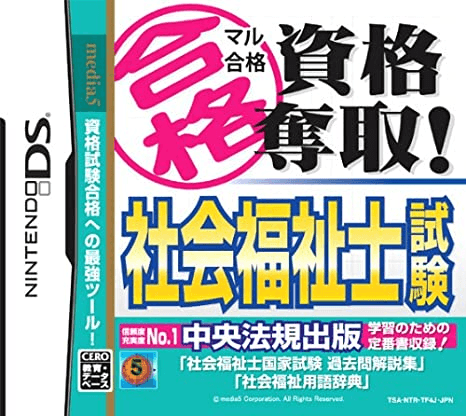 NINTENDO DS
media5
資格試験合格への最強ツール!
CERO
教育・データベース
合格
マル
合格
資格
奪取!
社会福祉士試験
信頼度
充実度
No.1
中央法規出版
学習のための
定番書収録!
5
「社会福祉士国家試験 過去問解説集」
「社会福祉用語辞典」
©media5 Corporation. All Rights Reserved.
TSA-NTR-TF4J-JPN